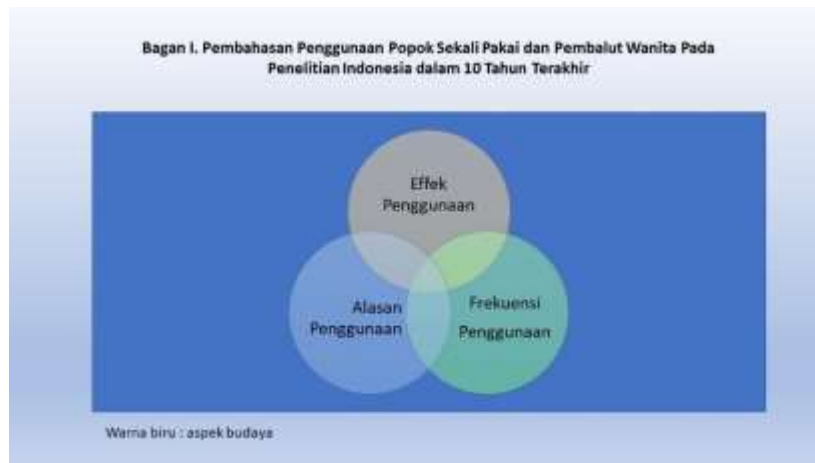 Bagan I. Pembahasan Penggunaan Popok Sekali Pakai dan Pembalut Wanita Pada
Penelitian Indonesia dalam 10 Tahun Terakhir
Effek
Penggunaan
Alasan
Penggunaan
Frekuensi
Penggunaan
Warna biru : aspek budaya